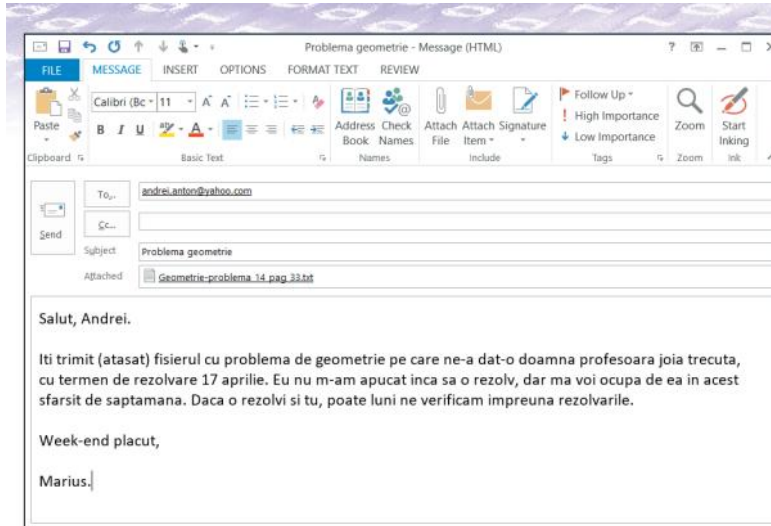 Problema geometrie - Message (HTML)
FILE MESSAGE INSERT OPTIONS FORMAT TEXT REVIEW
Paste
Calibri (Bc 11
B I U
Address Book
Check Names
Attach File
Attach Item
Signature
Follow Up
High Importance
Low Importance
Zoom
Start Inking
Clipboard Basic Text Names Include Tags Zoom Ink
Send
To... andrei.anton@yahoo.com
Cc...
Subject Problema geometrie
Attached Geometrie-problema 14 pag 33.txt
Salut, Andrei.
Iti trimit (atasat) fisierul cu problema de geometrie pe care ne-a dat-o doamna profesoara joia trecuta,
cu termen de rezolvare 17 aprilie. Eu nu m-am apucat inca sa o rezolv, dar ma voi ocupa de ea in acest
sfarsit de saptamana. Daca o rezolvi si tu, poate luni ne verificam impreuna rezolvarile.
Week-end placut,
Marius.